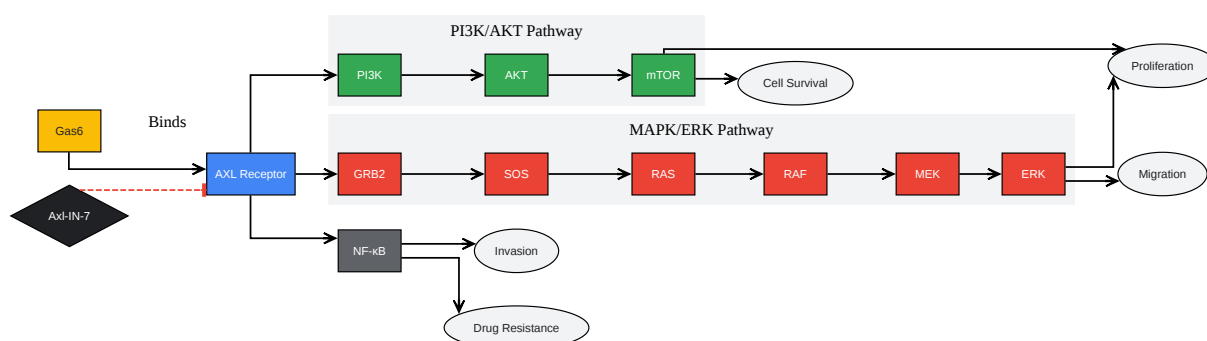 PI3K/AKT Pathway
PI3K
AKT
mTOR
Proliferation
Cell Survival
Gas6
Binds
MAPK/ERK Pathway
AXL Receptor
GRB2
SOS
RAS
RAF
MEK
ERK
Migration
Axl-IN-7
NF-κB
Invasion
Drug Resistance